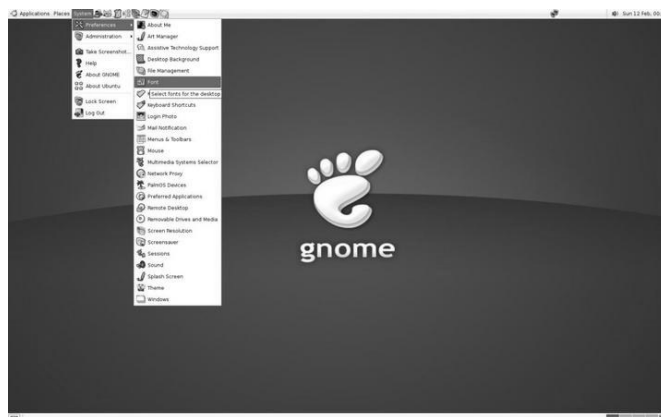 Applications Places System
Sun 12 Feb, 00:
Preferences
Administration
Take Screenshot...
Help
About GNOME
About Ubuntu
Lock Screen
Log Out
About Me
Art Manager
Assistive Technology Support
Desktop Background
File Management
Font
Select fonts for the desktop
Keyboard Shortcuts
Login Photo
Mail Notification
Menus & Toolbars
Mouse
Multimedia Systems Selector
Network Proxy
PalmOS Devices
Preferred Applications
Remote Desktop
Removable Drives and Media
Screen Resolution
Screensaver
Sessions
Sound
Splash Screen
Theme
Windows
gnome